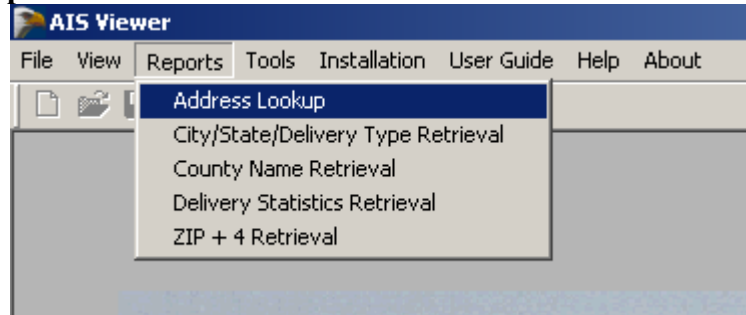 AIS Viewer
File View Reports Tools Installation User Guide Help About
Address Lookup
City/State/Delivery Type Retrieval
County Name Retrieval
Delivery Statistics Retrieval
ZIP + 4 Retrieval